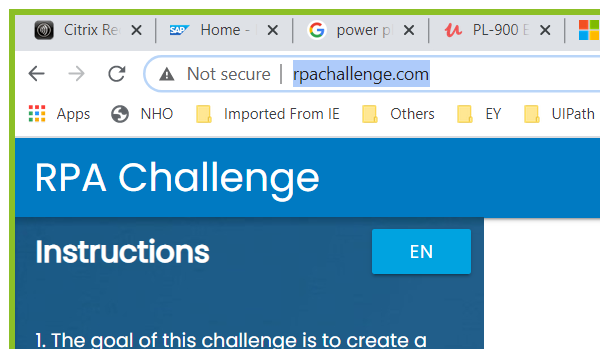 Citrix Re
SAP Home -
G power p
PL-900 E
Not secure | rpachallenge.com
Apps NHO Imported From IE Others EY UIPath
RPA Challenge
Instructions EN
1. The goal of this challenge is to create a